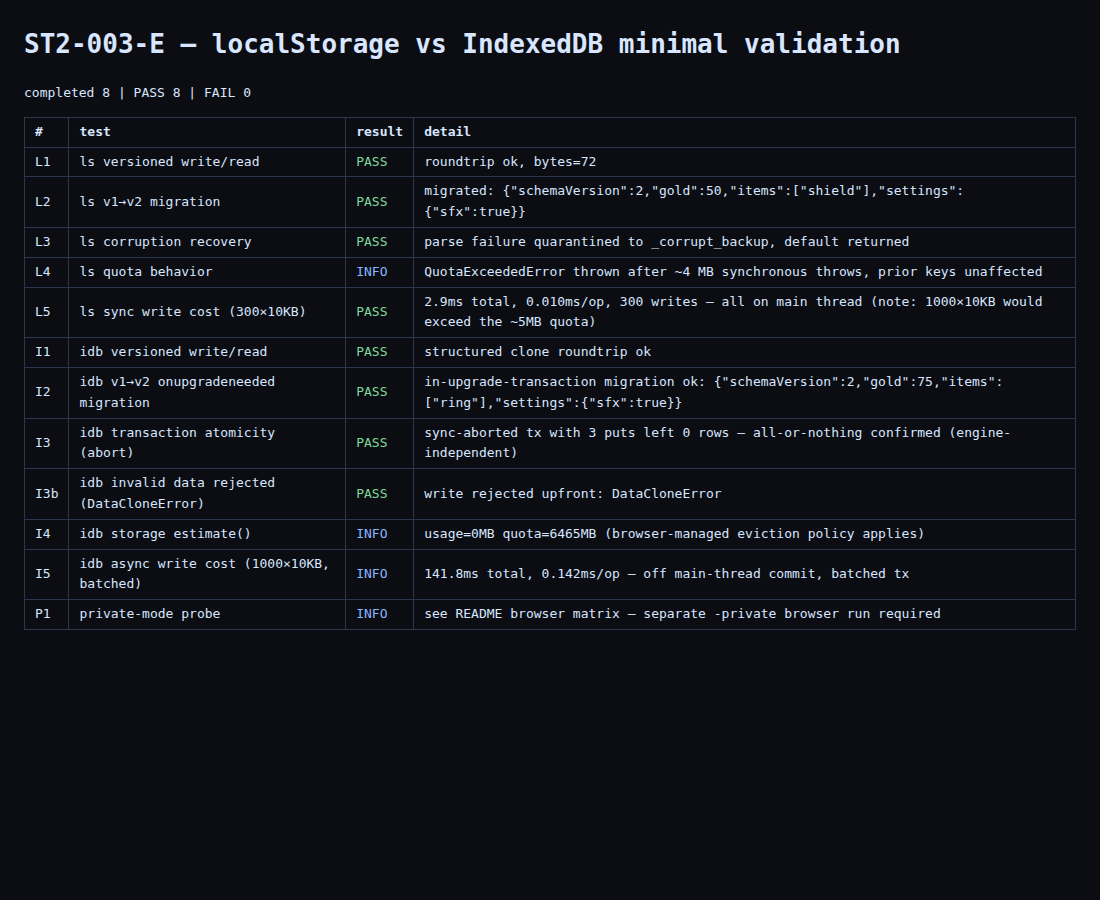 ST2-003-E — localStorage vs IndexedDB minimal validation
completed 8 | PASS 8 | FAIL 0
# test result detail
L1 ls versioned write/read PASS roundtrip ok, bytes=72
L2 ls v1→v2 migration PASS migrated: {"schemaVersion":2,"gold":50,"items":["shield"],"settings":
{"sfx":true}}
L3 ls corruption recovery PASS parse failure quarantined to _corrupt_backup, default returned
L4 ls quota behavior INFO QuotaExceededError thrown after ~4 MB synchronous throws, prior keys unaffected
L5 ls sync write cost (300×10KB) PASS 2.9ms total, 0.010ms/op, 300 writes — all on main thread (note: 1000×10KB would
exceed the ~5MB quota)
I1 idb versioned write/read PASS structured clone roundtrip ok
I2 idb v1→v2 onupgradeneeded
migration PASS in-upgrade-transaction migration ok: {"schemaVersion":2,"gold":75,"items":
["ring"],"settings":{"sfx":true}}
I3 idb transaction atomicity
(abort) PASS sync-aborted tx with 3 puts left 0 rows — all-or-nothing confirmed (engine-
independent)
I3b idb invalid data rejected
(DataCloneError) PASS write rejected upfront: DataCloneError
I4 idb storage estimate() INFO usage=0MB quota=6465MB (browser-managed eviction policy applies)
I5 idb async write cost (1000×10KB,
batched) INFO 141.8ms total, 0.142ms/op — off main-thread commit, batched tx
P1 private-mode probe INFO see README browser matrix — separate -private browser run required